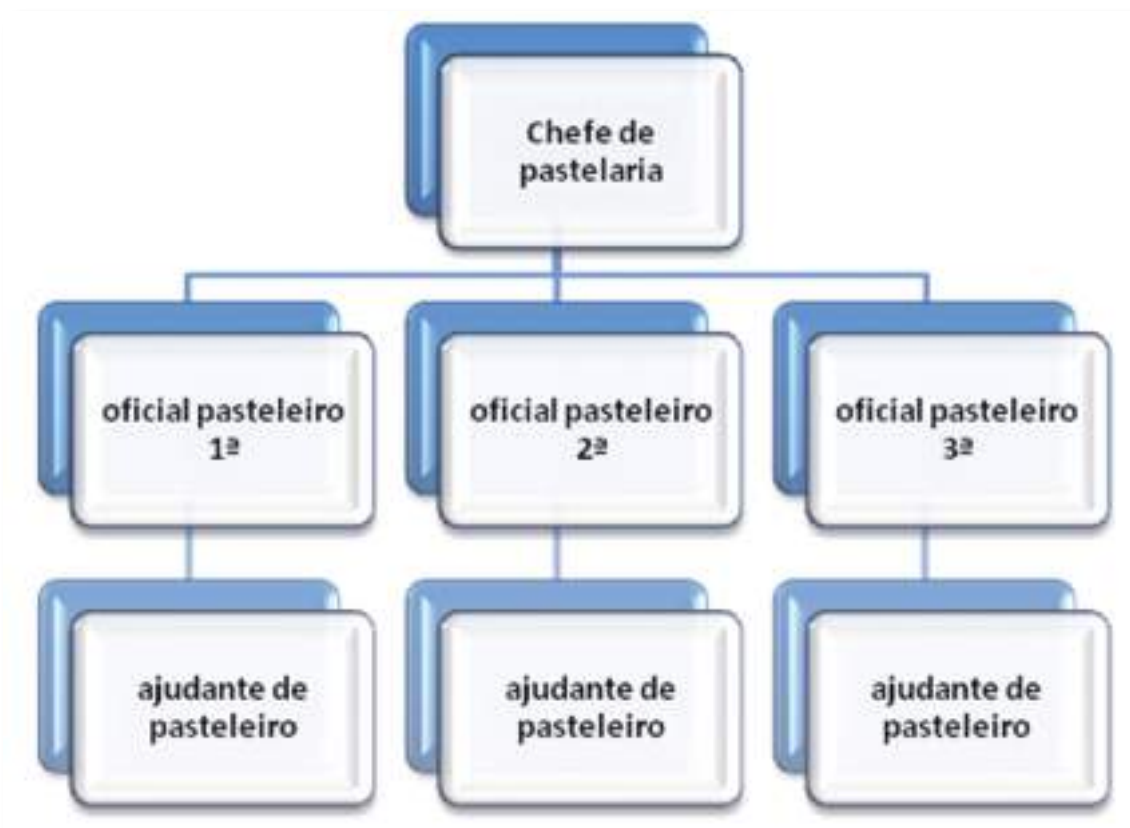 Chefe de
pastelaria
oficial pasteleiro
1ª
oficial pasteleiro
2ª
oficial pasteleiro
3ª
ajudante de
pasteleiro
ajudante de
pasteleiro
ajudante de
pasteleiro